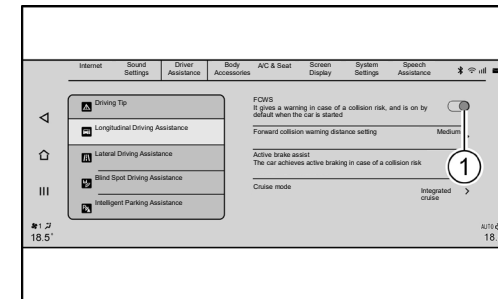 Internet
Sound Settings
Driver Assistance
Body Accessories
A/C & Seat
Screen Display
System Settings
Speech Assistance
Driving Tip
Longitudinal Driving Assistance
Lateral Driving Assistance
Blind Spot Driving Assistance
Intelligent Parking Assistance
FCWS
It gives a warning in case of a collision risk, and is on by
default when the car is started
Forward collision warning distance setting
Medium
Active brake assist
The car achieves active braking in case of a collision risk
Cruise mode
Integrated
cruise
1
1
18.5°
AUTO
18.